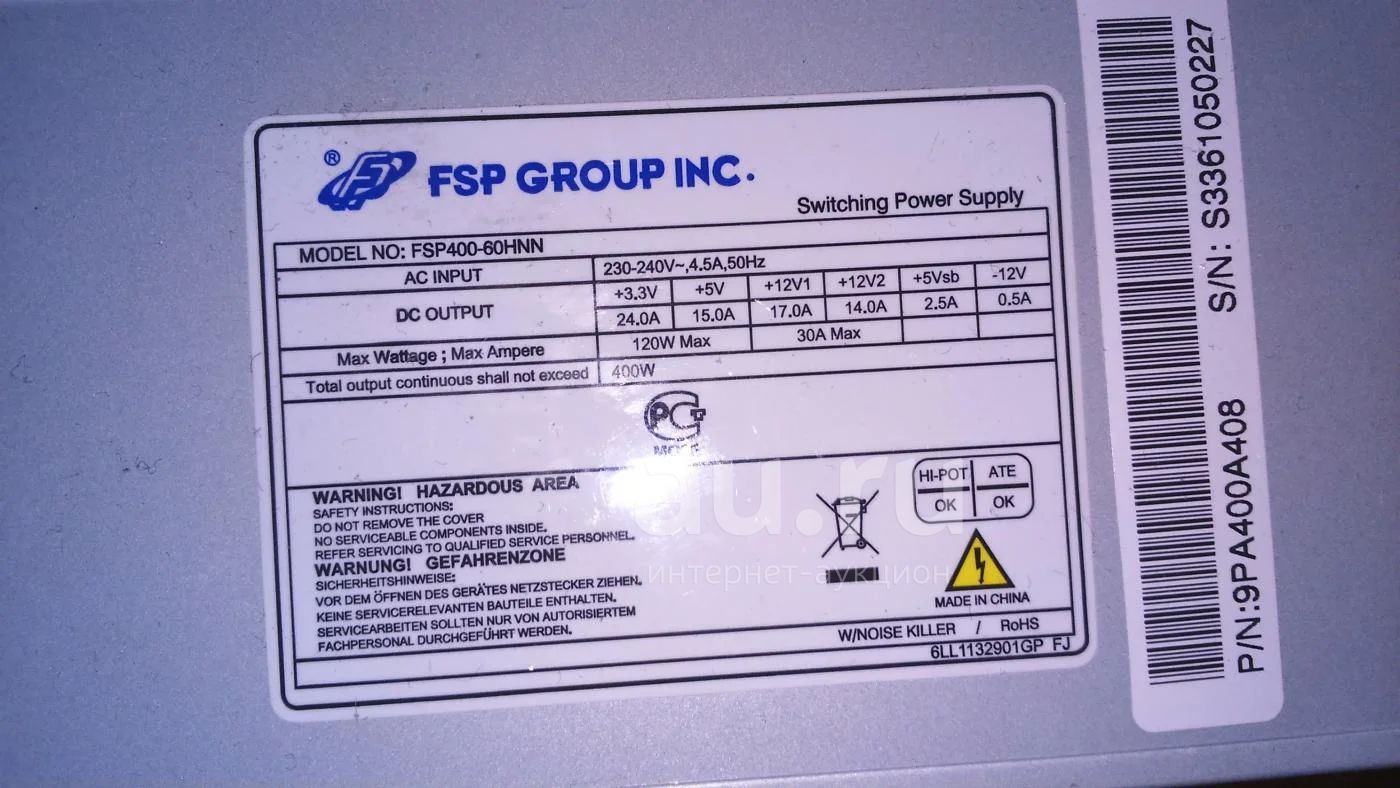 ® FSP GROUP INC.
Switching Power Supply
MODEL NO: FSP400-60HNN
AC INPUT 230-240V~,4.5A,50Hz
DC OUTPUT +3.3V +5V +12V1 +12V2 +5Vsb -12V
24.0A 15.0A 17.0A 14.0A 2.5A 0.5A
Max Wattage ; Max Ampere 120W Max 30A Max
Total output continuous shall not exceed 400W
WARNING! HAZARDOUS AREA
SAFETY INSTRUCTIONS:
DO NOT REMOVE THE COVER
NO SERVICEABLE COMPONENTS INSIDE.
REFER SERVICING TO QUALIFIED SERVICE PERSONNEL.
WARNUNG! GEFAHRENZONE
SICHERHEITSHINWEISE:
VOR DEM ÖFFNEN DES GERÄTES NETZSTECKER ZIEHEN.
KEINE SERVICERELEVANTEN BAUTEILE ENTHALTEN.
SERVICEARBEITEN SOLLTEN NUR VON AUTORISIERTEM
FACHPERSONAL DURCHGEFÜHRT WERDEN.
HI-POT ATE
OK OK
MADE IN CHINA
W/NOISE KILLER / RoHS
6LL1132901GP FJ
S/N: S3361050227
P/N:9PA400A408
au.ru
интернет-аукцион